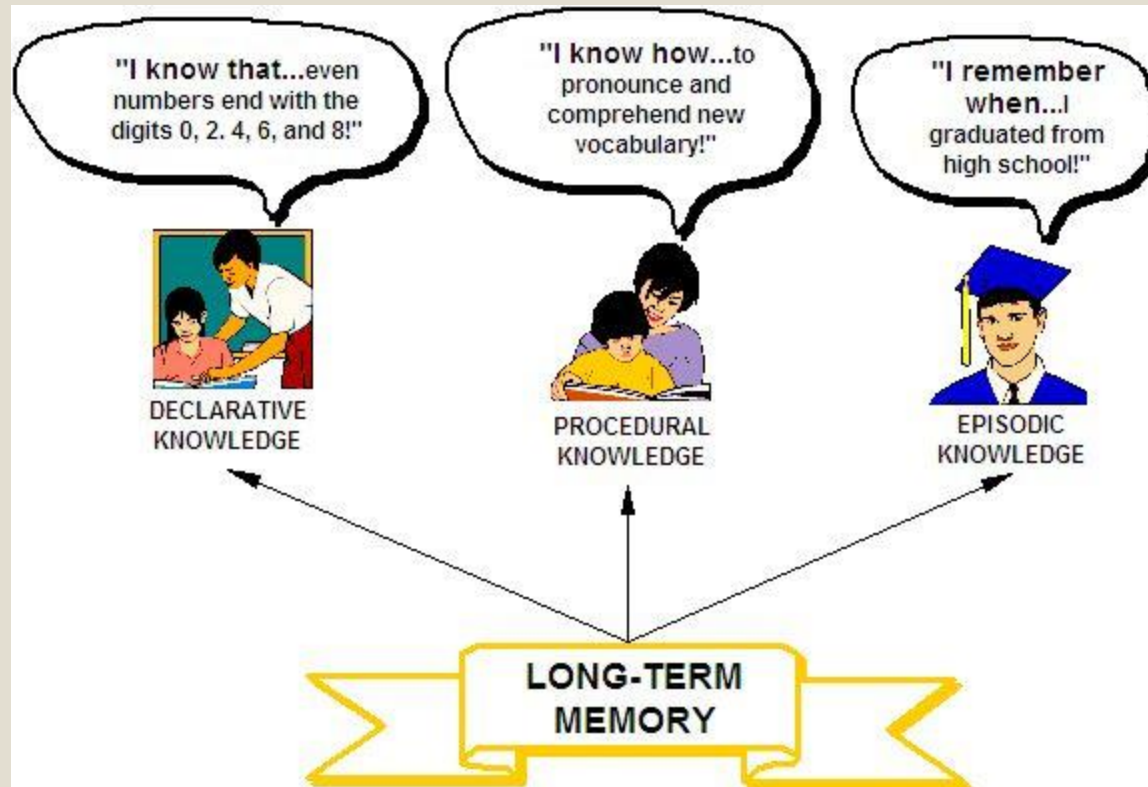 "I know that...even
numbers end with the
digits 0, 2. 4, 6, and 8!"
"I know how...to
pronounce and
comprehend new
vocabulary!"
"I remember
when...I
graduated from
high school!"
DECLARATIVE
KNOWLEDGE
PROCEDURAL
KNOWLEDGE
EPISODIC
KNOWLEDGE
LONG-TERM
MEMORY